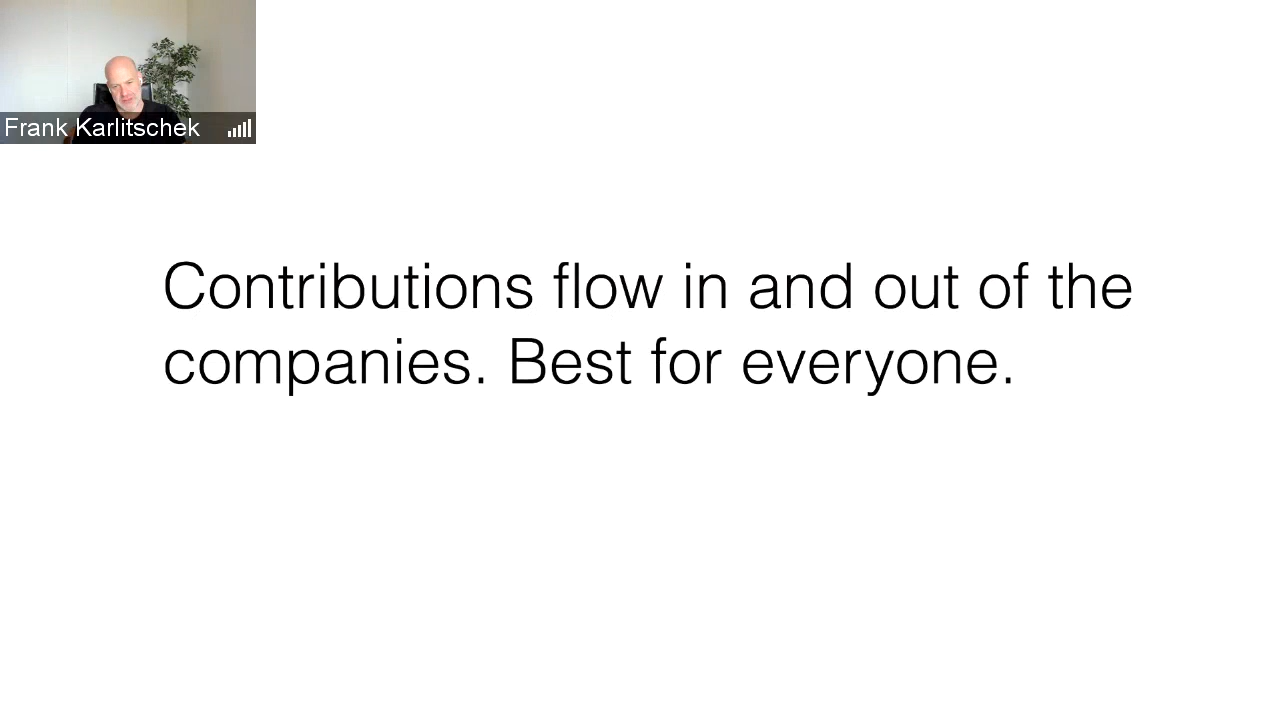 Frank Karlitschek
Contributions flow in and out of the
companies. Best for everyone.